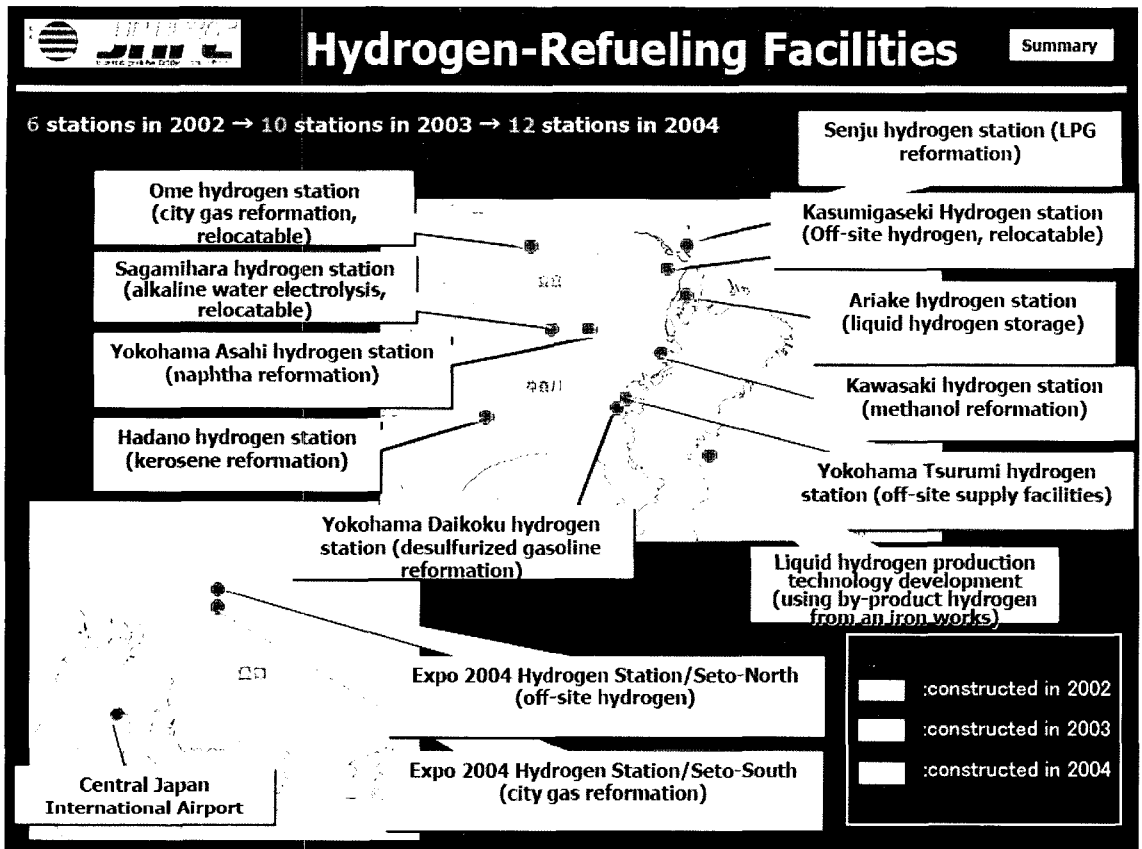 Hydrogen-Refueling Facilities
Summary
6 stations in 2002 → 10 stations in 2003 → 12 stations in 2004
Senju hydrogen station (LPG
reformation)
Ome hydrogen station
(city gas reformation,
relocatable)
Kasumigaseki Hydrogen station
(Off-site hydrogen, relocatable)
Sagamihara hydrogen station
(alkaline water electrolysis,
relocatable)
Ariake hydrogen station
(liquid hydrogen storage)
Yokohama Asahi hydrogen station
(naphtha reformation)
Kawasaki hydrogen station
(methanol reformation)
Hadano hydrogen station
(kerosene reformation)
Yokohama Tsurumi hydrogen
station (off-site supply facilities)
Yokohama Daikoku hydrogen
station (desulfurized gasoline
reformation)
Liquid hydrogen production
technology development
(using by-product hydrogen
from an iron works)
Expo 2004 Hydrogen Station/Seto-North
(off-site hydrogen)
Expo 2004 Hydrogen Station/Seto-South
(city gas reformation)
Central Japan
International Airport
:constructed in 2002
:constructed in 2003
:constructed in 2004